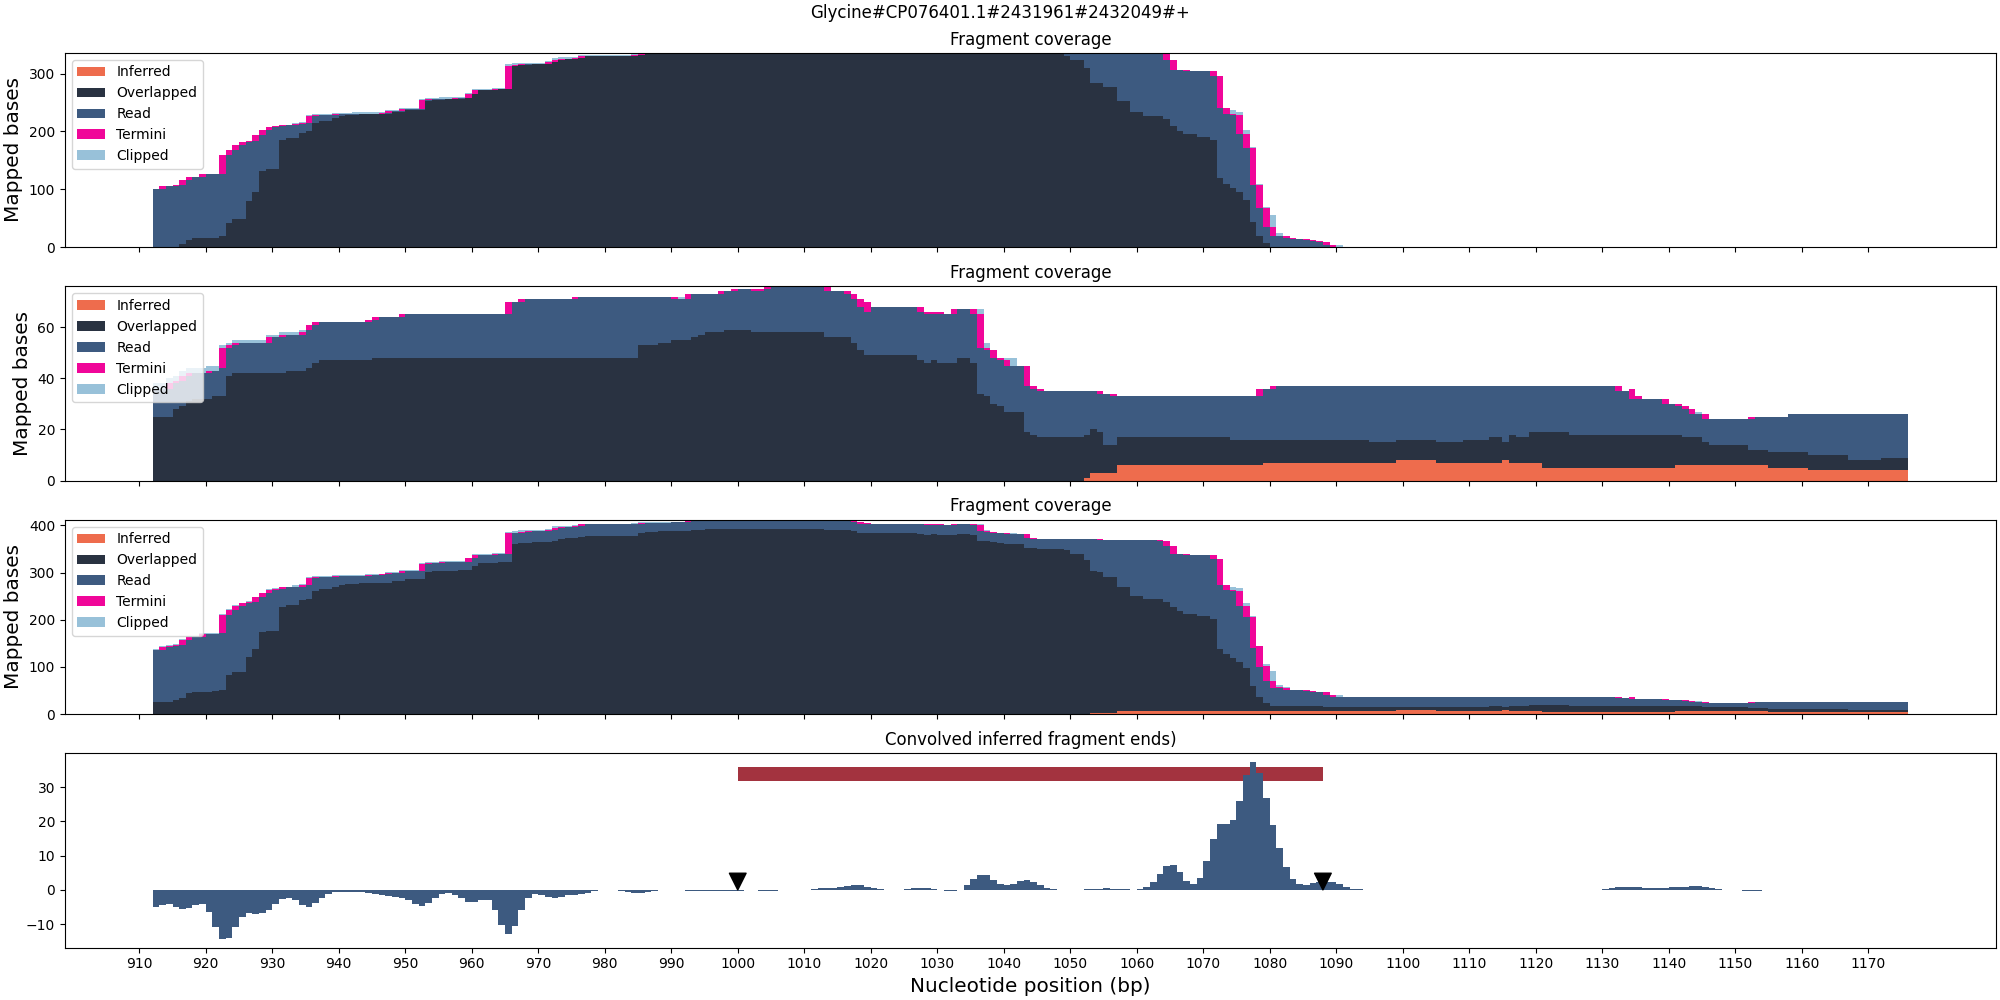 Glycine#CP076401.1#2431961#2432049#+
Fragment coverage
Mapped bases
300
200
100
0
Inferred
Overlapped
Read
Termini
Clipped
Fragment coverage
Mapped bases
60
40
20
0
Inferred
Overlapped
Read
Termini
Clipped
Fragment coverage
Mapped bases
400
300
200
100
0
Inferred
Overlapped
Read
Termini
Clipped
Convolved inferred fragment ends)
30
20
10
0
−10
910 920 930 940 950 960 970 980 990 1000 1010 1020 1030 1040 1050 1060 1070 1080 1090 1100 1110 1120 1130 1140 1150 1160 1170
Nucleotide position (bp)